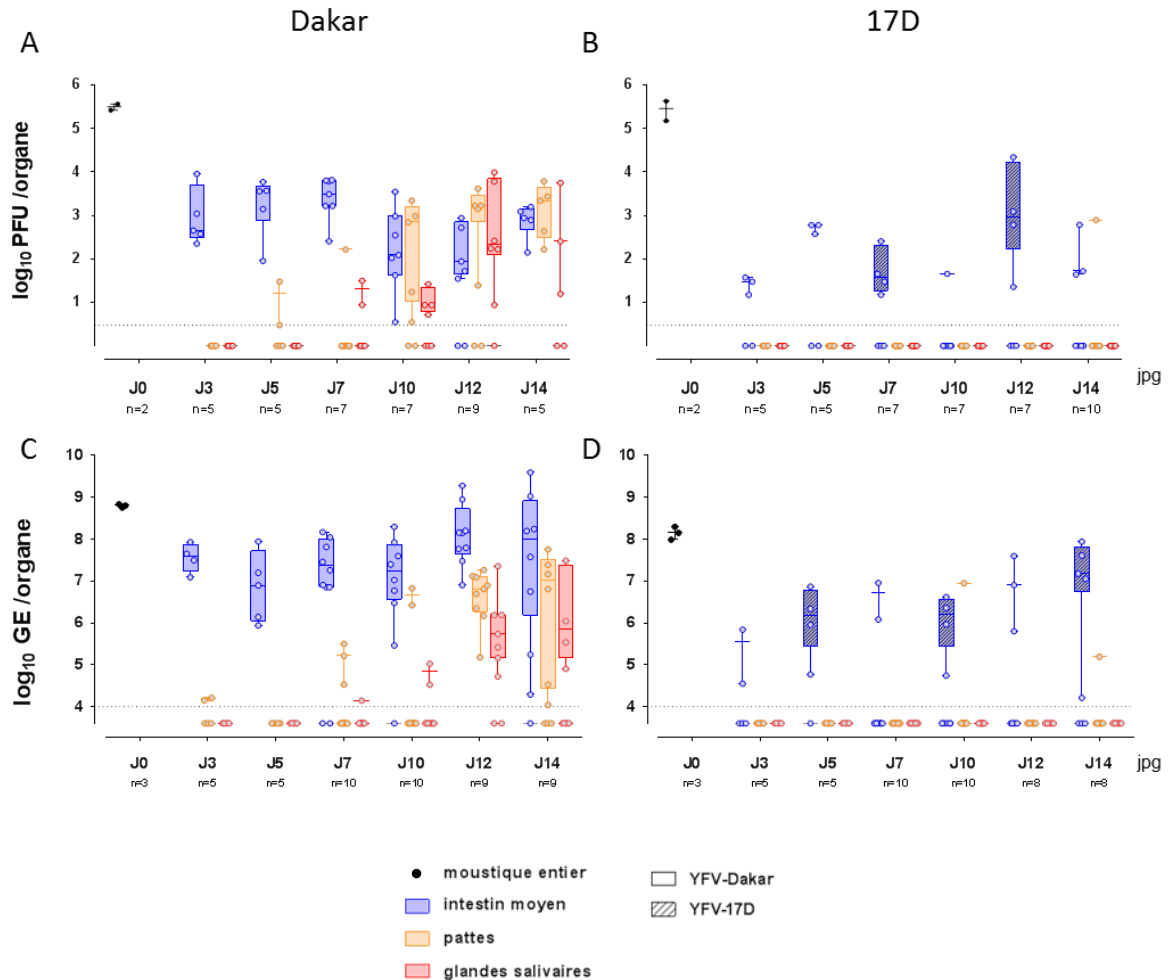 Dakar 17D
A B
log₁₀ PFU /organe
6 6
5 5
4 4
3 3
2 2
1 1
J0 J3 J5 J7 J10 J12 J14 J0 J3 J5 J7 J10 J12 J14 jpg
n=2 n=5 n=5 n=7 n=7 n=9 n=5 n=2 n=5 n=5 n=7 n=7 n=7 n=10
C D
log₁₀ GE /organe
10 10
9 9
8 8
7 7
6 6
5 5
4 4
J0 J3 J5 J7 J10 J12 J14 jpg J0 J3 J5 J7 J10 J12 J14 jpg
n=3 n=5 n=5 n=10 n=10 n=9 n=9 n=3 n=5 n=5 n=10 n=10 n=8 n=8
moustique entier YFV-Dakar
intestin moyen YFV-17D
pattes
glandes salivaires